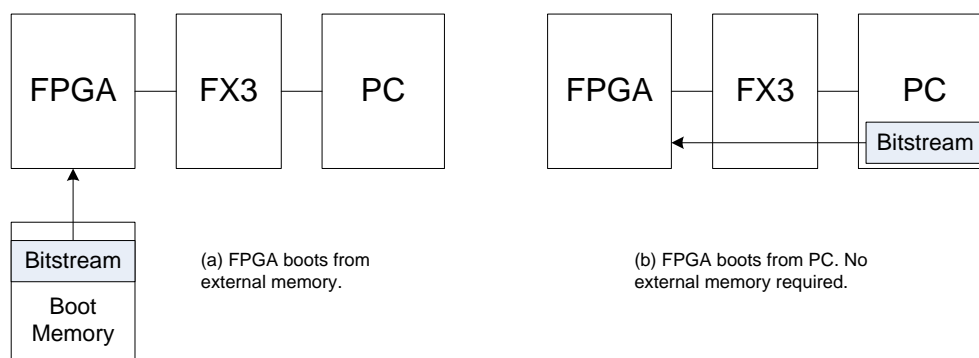 FPGA
FX3
PC
Bitstream
Boot
Memory
(a) FPGA boots from
external memory.
FPGA
FX3
PC
Bitstream
(b) FPGA boots from PC. No
external memory required.